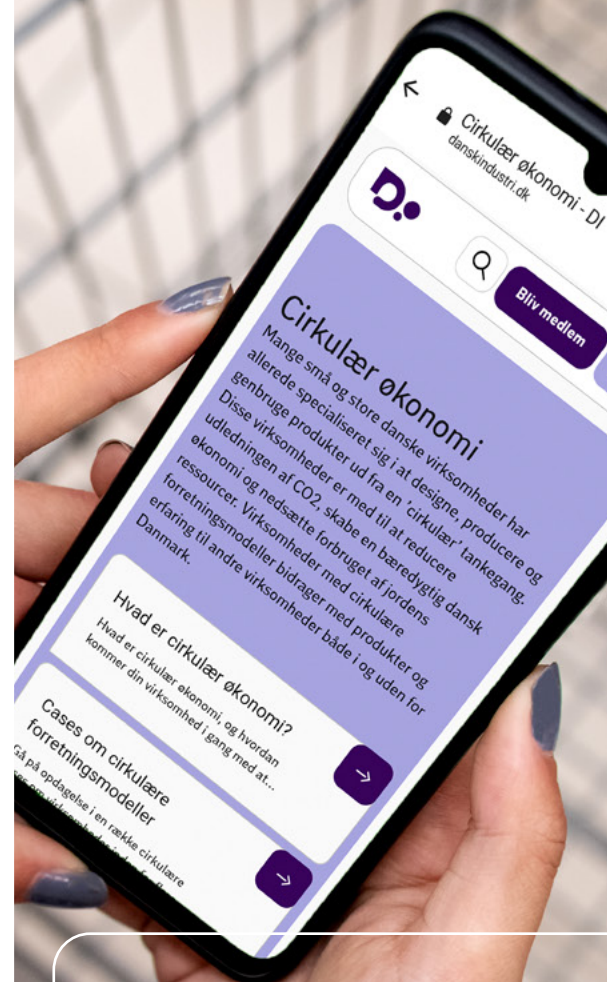 Cirkulær økonomi - DI
danskindustri.dk
D
Bliv medlem
Cirkulær økonomi
Mange små og store danske virksomheder har
allerede specialiseret sig i at designe, producere og
genbruge produkter ud fra en 'cirkulær' tankegang.
Disse virksomheder er med til at reducere
udledningen af CO2, skabe en bæredygtig dansk
økonomi og nedsætte forbruget af jordens
ressourcer. Virksomheder med cirkulære
forretningsmodeller bidrager med produkter og
erfaring til andre virksomheder både i og uden for
Danmark.
Hvad er cirkulær økonomi?
Hvad er cirkulær økonomi, og hvordan
kommer din virksomhed i gang med at...
Cases om cirkulære
forretningsmodeller
Gå på opdagelse i en række cirkulære